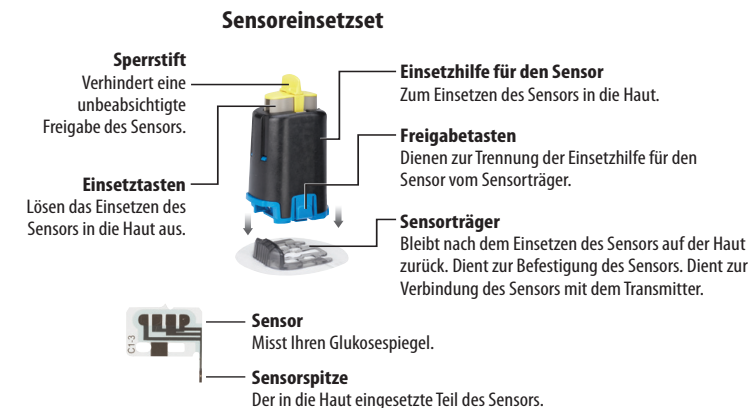 Sensoreinsetzset
Sperrstift
Verhindert eine
unbeabsichtigte
Freigabe des Sensors.
Einsetztasten
Lösen das Einsetzen des
Sensors in die Haut aus.
Einsetzhilfe für den Sensor
Zum Einsetzen des Sensors in die Haut.
Freigabetasten
Dienen zur Trennung der Einsetzhilfe für den
Sensor vom Sensorträger.
Sensorträger
Bleibt nach dem Einsetzen des Sensors auf der Haut
zurück. Dient zur Befestigung des Sensors. Dient zur
Verbindung des Sensors mit dem Transmitter.
C1-3
Sensor
Misst Ihren Glukosespiegel.
Sensorspitze
Der in die Haut eingesetzte Teil des Sensors.